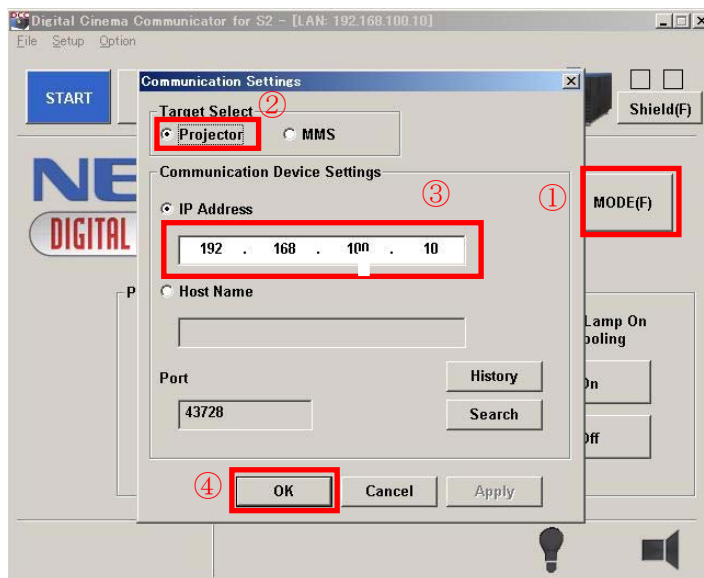 Digital Cinema Communicator for S2 - [LAN: 192.168.100.10]
File Setup Option
START
Shield(F)
Communication Settings
Target Select ②
Projector MMS
Communication Device Settings
③
IP Address
①
MODE(F)
192 . 168 . 100 . 10
NE
DIGITAL
Host Name
P
Lamp On
ooling
Port
43728
History
Search
On
Off
④
OK Cancel Apply